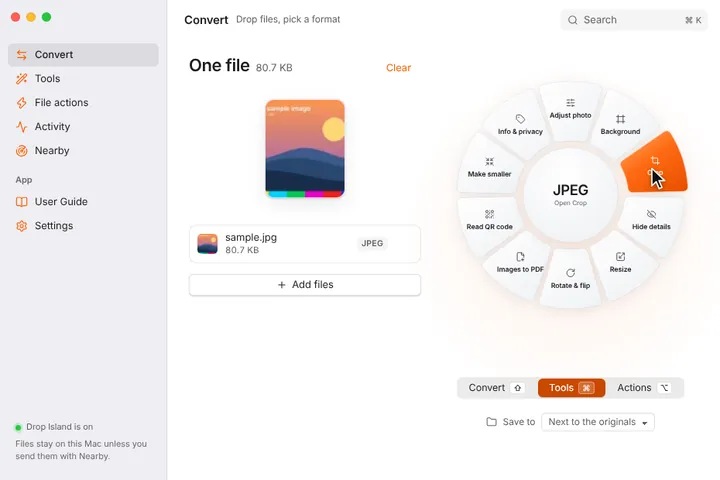 Convert
Tools
File actions
Activity
Nearby
App
User Guide
Settings
Drop Island is on
Files stay on this Mac unless you
send them with Nearby.
Convert Drop files, pick a format
Search ⌘ K
One file 80.7 KB Clear
sample image
sample.jpg
80.7 KB
JPEG
+ Add files
Adjust photo
Background
Info & privacy
Make smaller
JPEG
Open Crop
Read QR code
Hide details
Images to PDF
Resize
Rotate & flip
Convert ⇧ Tools ⌘ Actions ⌥
Save to Next to the originals